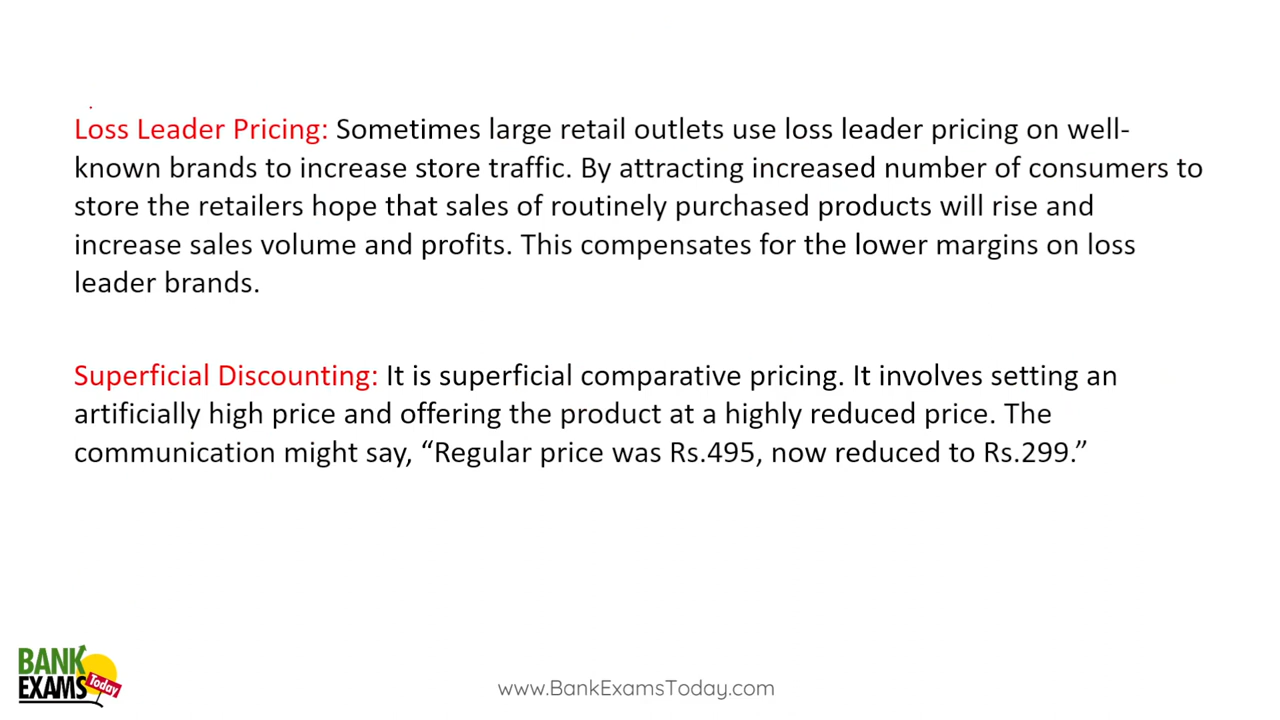 Loss Leader Pricing: Sometimes large retail outlets use loss leader pricing on well-
known brands to increase store traffic. By attracting increased number of consumers to
store the retailers hope that sales of routinely purchased products will rise and
increase sales volume and profits. This compensates for the lower margins on loss
leader brands.
Superficial Discounting: It is superficial comparative pricing. It involves setting an
artificially high price and offering the product at a highly reduced price. The
communication might say, “Regular price was Rs.495, now reduced to Rs.299.”
BANK
EXAMS Today
www.BankExamsToday.com